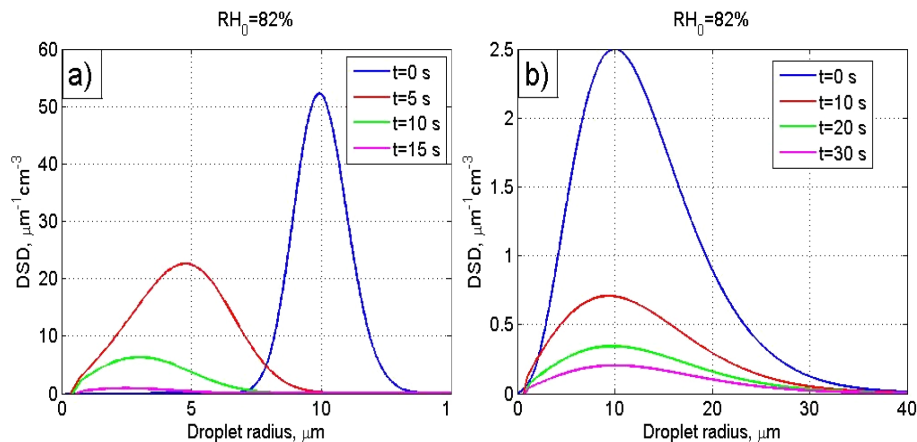 RH0=82%
a)
60
50
40
30
20
10
0
DSD, μm-1cm-3
t=0 s
t=5 s
t=10 s
t=15 s
0 5 10 1
Droplet radius, μm
RH0=82%
b)
2.5
2
1.5
1
0.5
0
DSD, μm-1cm-3
t=0 s
t=10 s
t=20 s
t=30 s
0 10 20 30 40
Droplet radius, μm